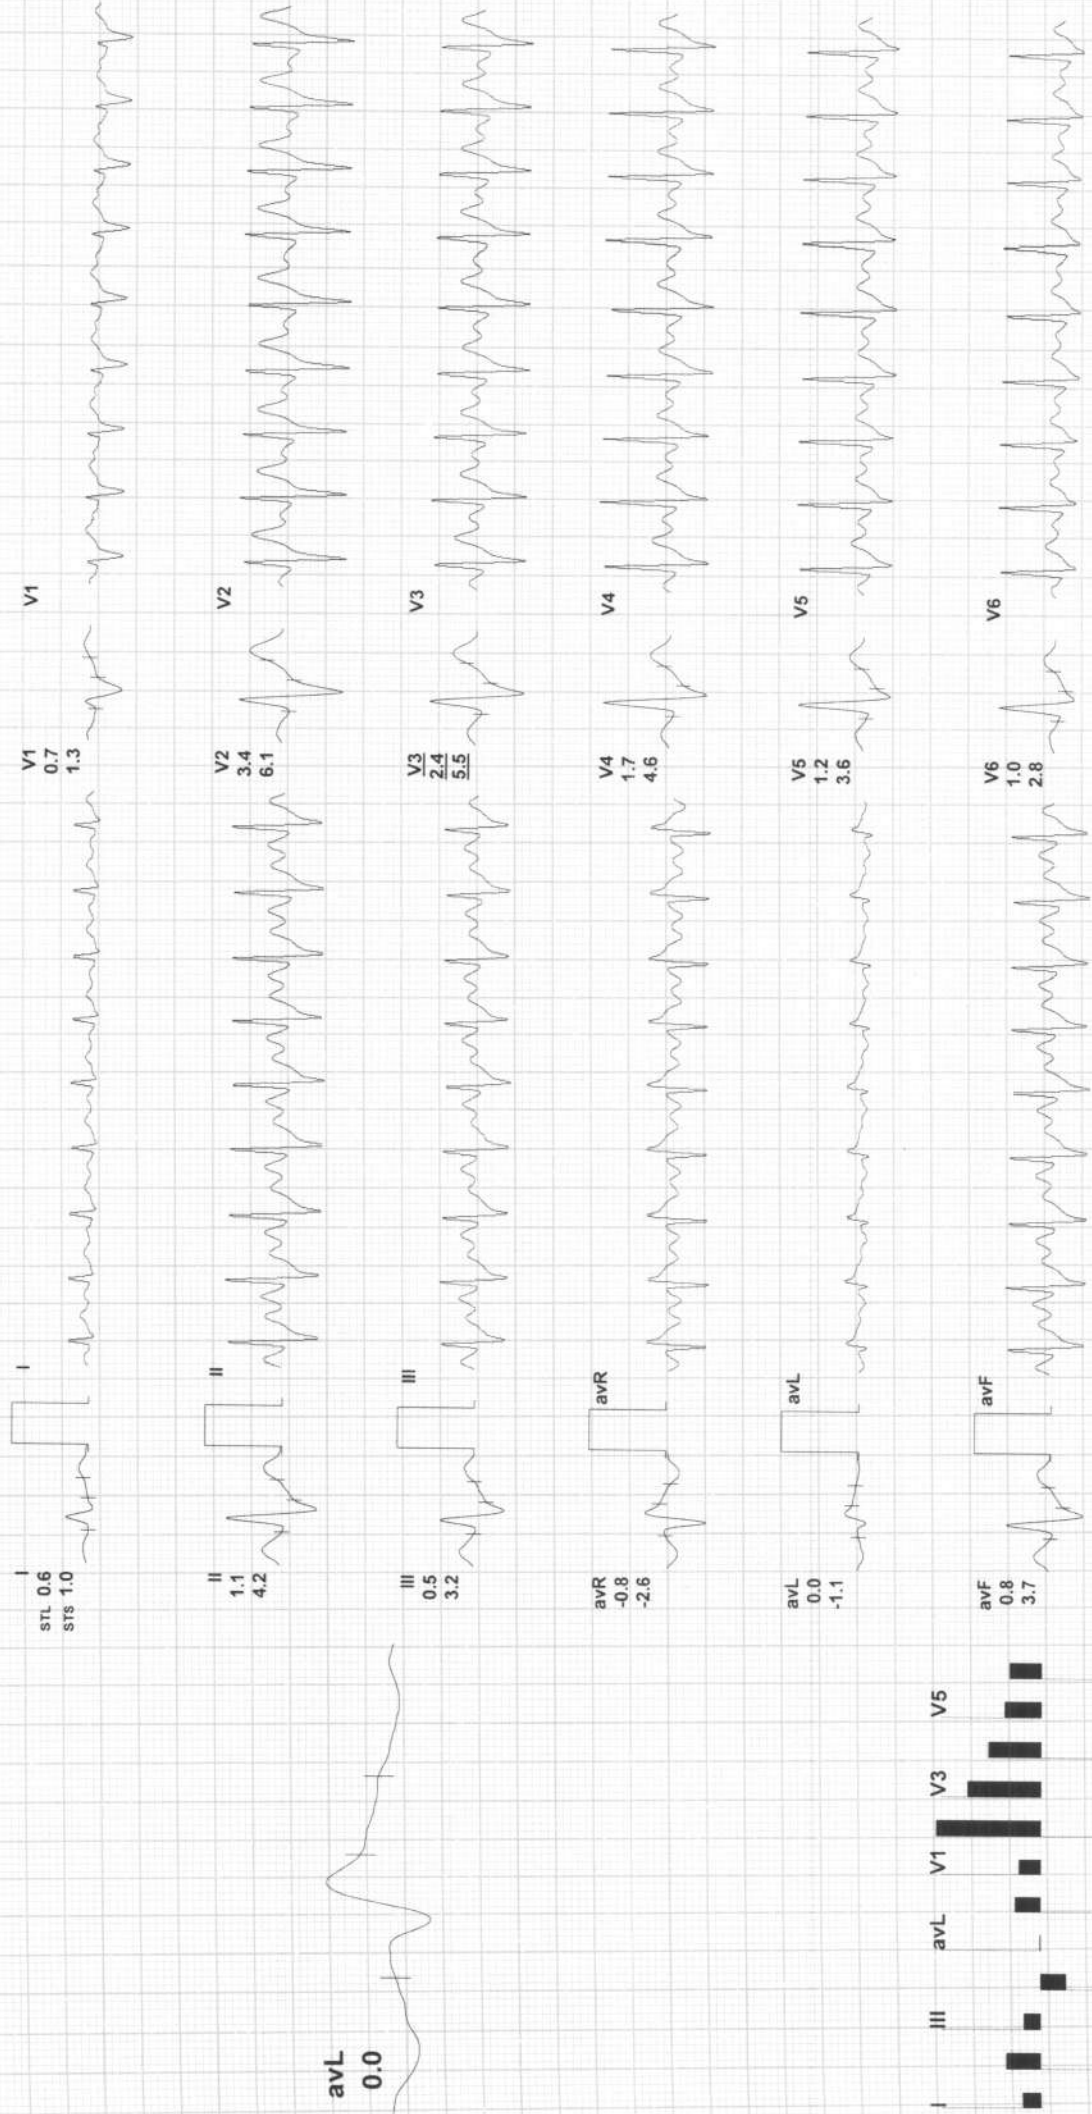 avL
0.0
I
STL 0.6
STS 1.0
I
V1
0.7
1.3
V1
II
1.1
4.2
II
V2
3.4
6.1
V2
III
0.5
3.2
III
V3
2.4
5.5
V3
avR
-0.8
-2.6
avR
V4
1.7
4.6
V4
avL
0.0
-1.1
avL
V5
1.2
3.6
V5
avF
0.8
3.7
avF
V6
1.0
2.8
V6
I III avL V1 V3 V5